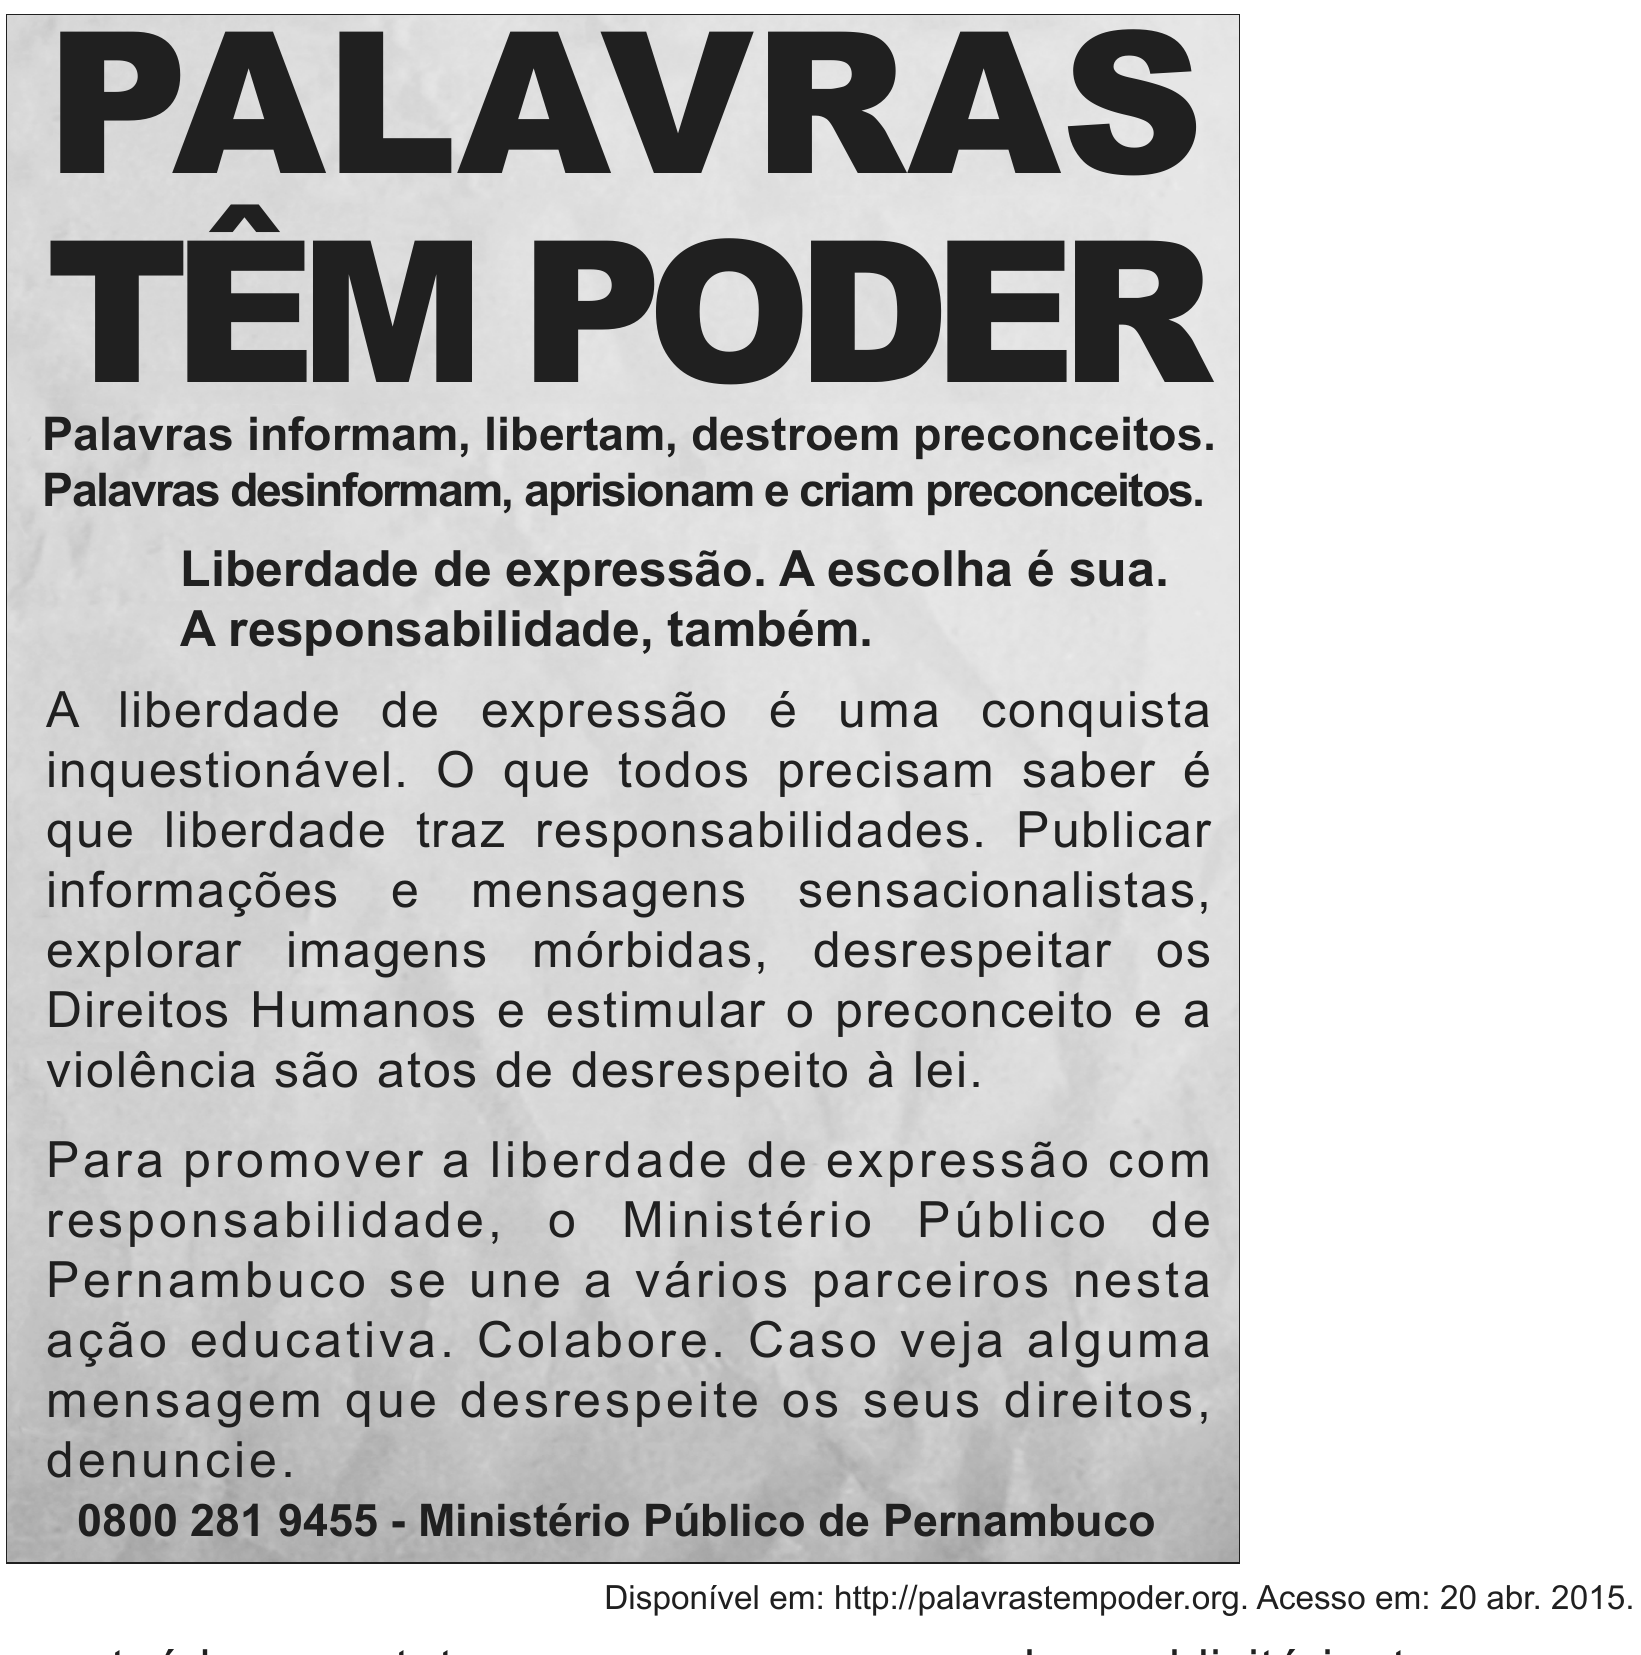 PALAVRAS
TÊM PODER
Palavras informam, libertam, destroem preconceitos.
Palavras desinformam, aprisionam e criam preconceitos.
Liberdade de expressão. A escolha é sua.
A responsabilidade, também.
A liberdade de expressão é uma conquista
inquestionável. O que todos precisam saber é
que liberdade traz responsabilidades. Publicar
informações e mensagens sensacionalistas,
explorar imagens mórbidas, desrespeitar os
Direitos Humanos e estimular o preconceito e a
violência são atos de desrespeito à lei.
Para promover a liberdade de expressão com
responsabilidade, o Ministério Público de
Pernambuco se une a vários parceiros nesta
ação educativa. Colabore. Caso veja alguma
mensagem que desrespeite os seus direitos,
denuncie.
0800 281 9455 - Ministério Público de Pernambuco
Disponível em: http://palavrastempoder.org. Acesso em: 20 abr. 2015.